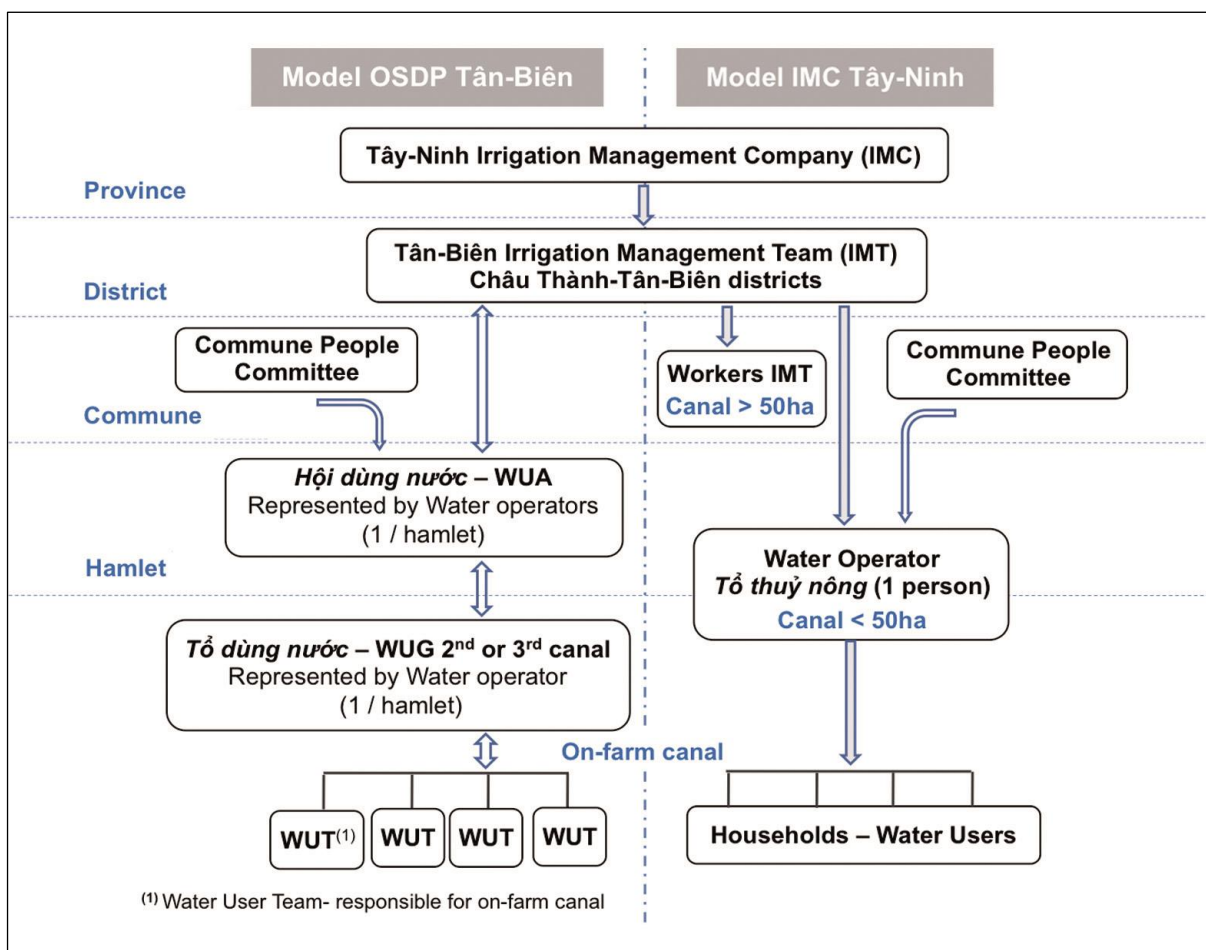 Model OSDP Tân-Biên
Model IMC Tây-Ninh
Tây-Ninh Irrigation Management Company (IMC)
Province
Tân-Biên Irrigation Management Team (IMT)
Châu Thành-Tân-Biên districts
District
Commune People
Committee
Workers IMT
Canal > 50ha
Commune People
Committee
Commune
Hội dùng nước – WUA
Represented by Water operators
(1 / hamlet)
Water Operator
Tổ thuỷ nông (1 person)
Canal < 50ha
Hamlet
Tổ dùng nước – WUG 2nd or 3rd canal
Represented by Water operator
(1 / hamlet)
On-farm canal
WUT(1)
WUT
WUT
WUT
Households – Water Users
(1) Water User Team- responsible for on-farm canal